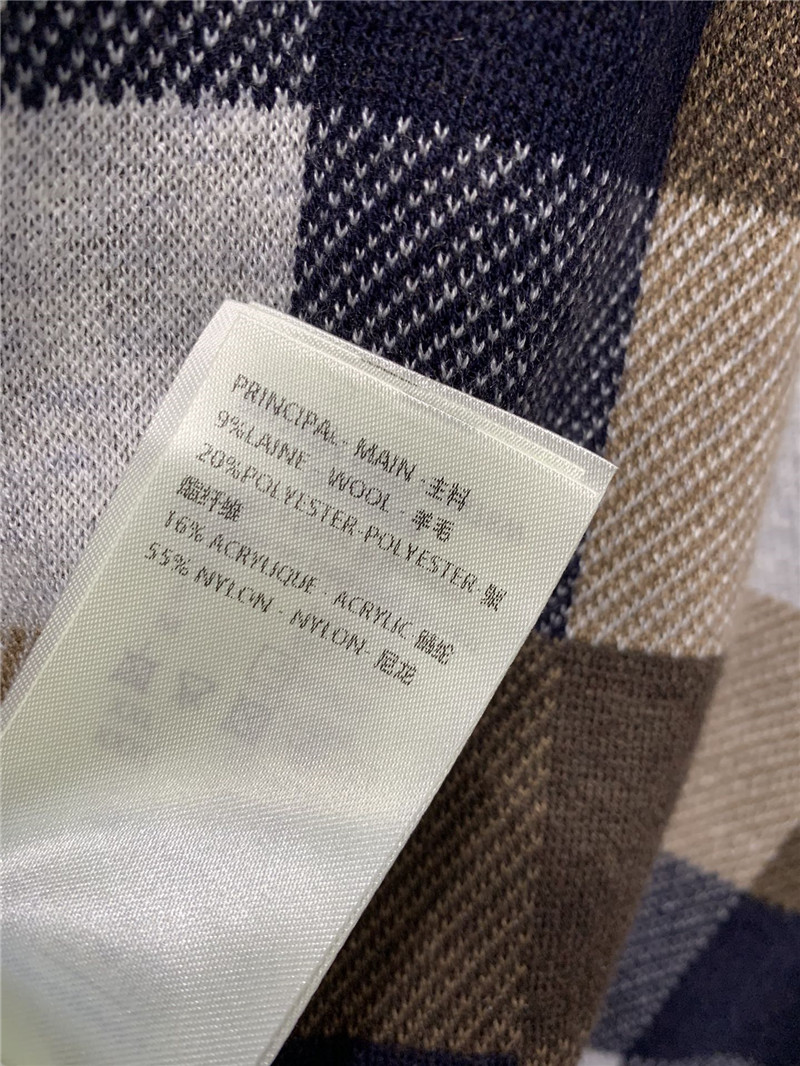 PRINCIPAL - MAIN - 主料
9%LAINE - WOOL - 羊毛
20%POLYESTER-POLYESTER-聚
酯纤维
16% ACRYLIQUE - ACRYLIC 腈纶
55% NYLON - NYLON- 尼龙